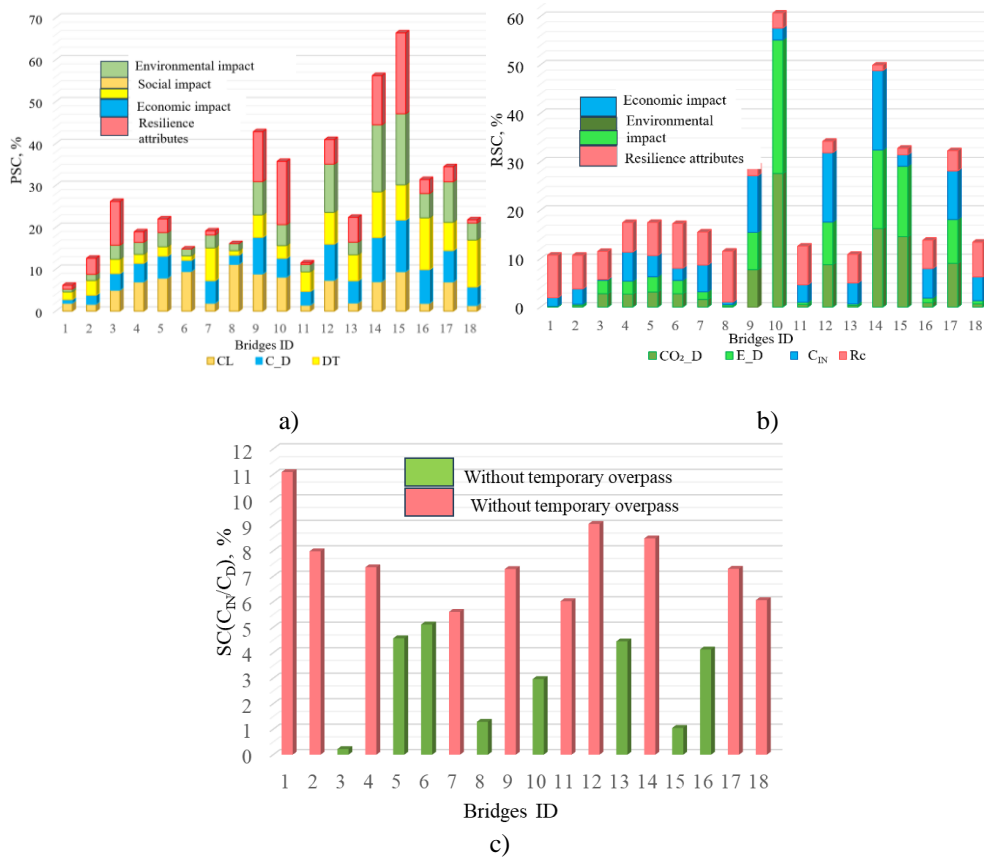 70
60
50
40
30
20
10
0
PSC, %
Environmental impact
Social impact
Economic impact
Resilience
attributes
1 2 3 4 5 6 7 8 9 10 11 12 13 14 15 16 17 18
Bridges ID
CL C_D DT
a)
60
50
40
30
20
10
0
RSC, %
Economic impact
Environmental
impact
Resilience attributes
1 2 3 4 5 6 7 8 9 10 11 12 13 14 15 16 17 18
Bridges ID
CO₂_D E_D C_IN Rc
b)
12
11
10
9
8
7
6
5
4
3
2
1
0
SC(C_IN/C_D), %
Without temporary overpass
Without temporary overpass
1 2 3 4 5 6 7 8 9 10 11 12 13 14 15 16 17 18
Bridges ID
c)